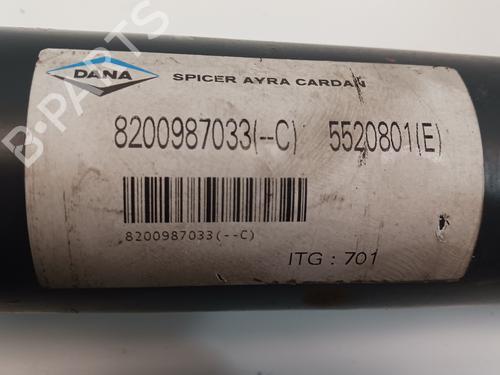 B-PARTS
DANA
SPICER AYRA CARDAN
8200987033(--C) 5520801(E)
8200987033(--C)
ITG : 701